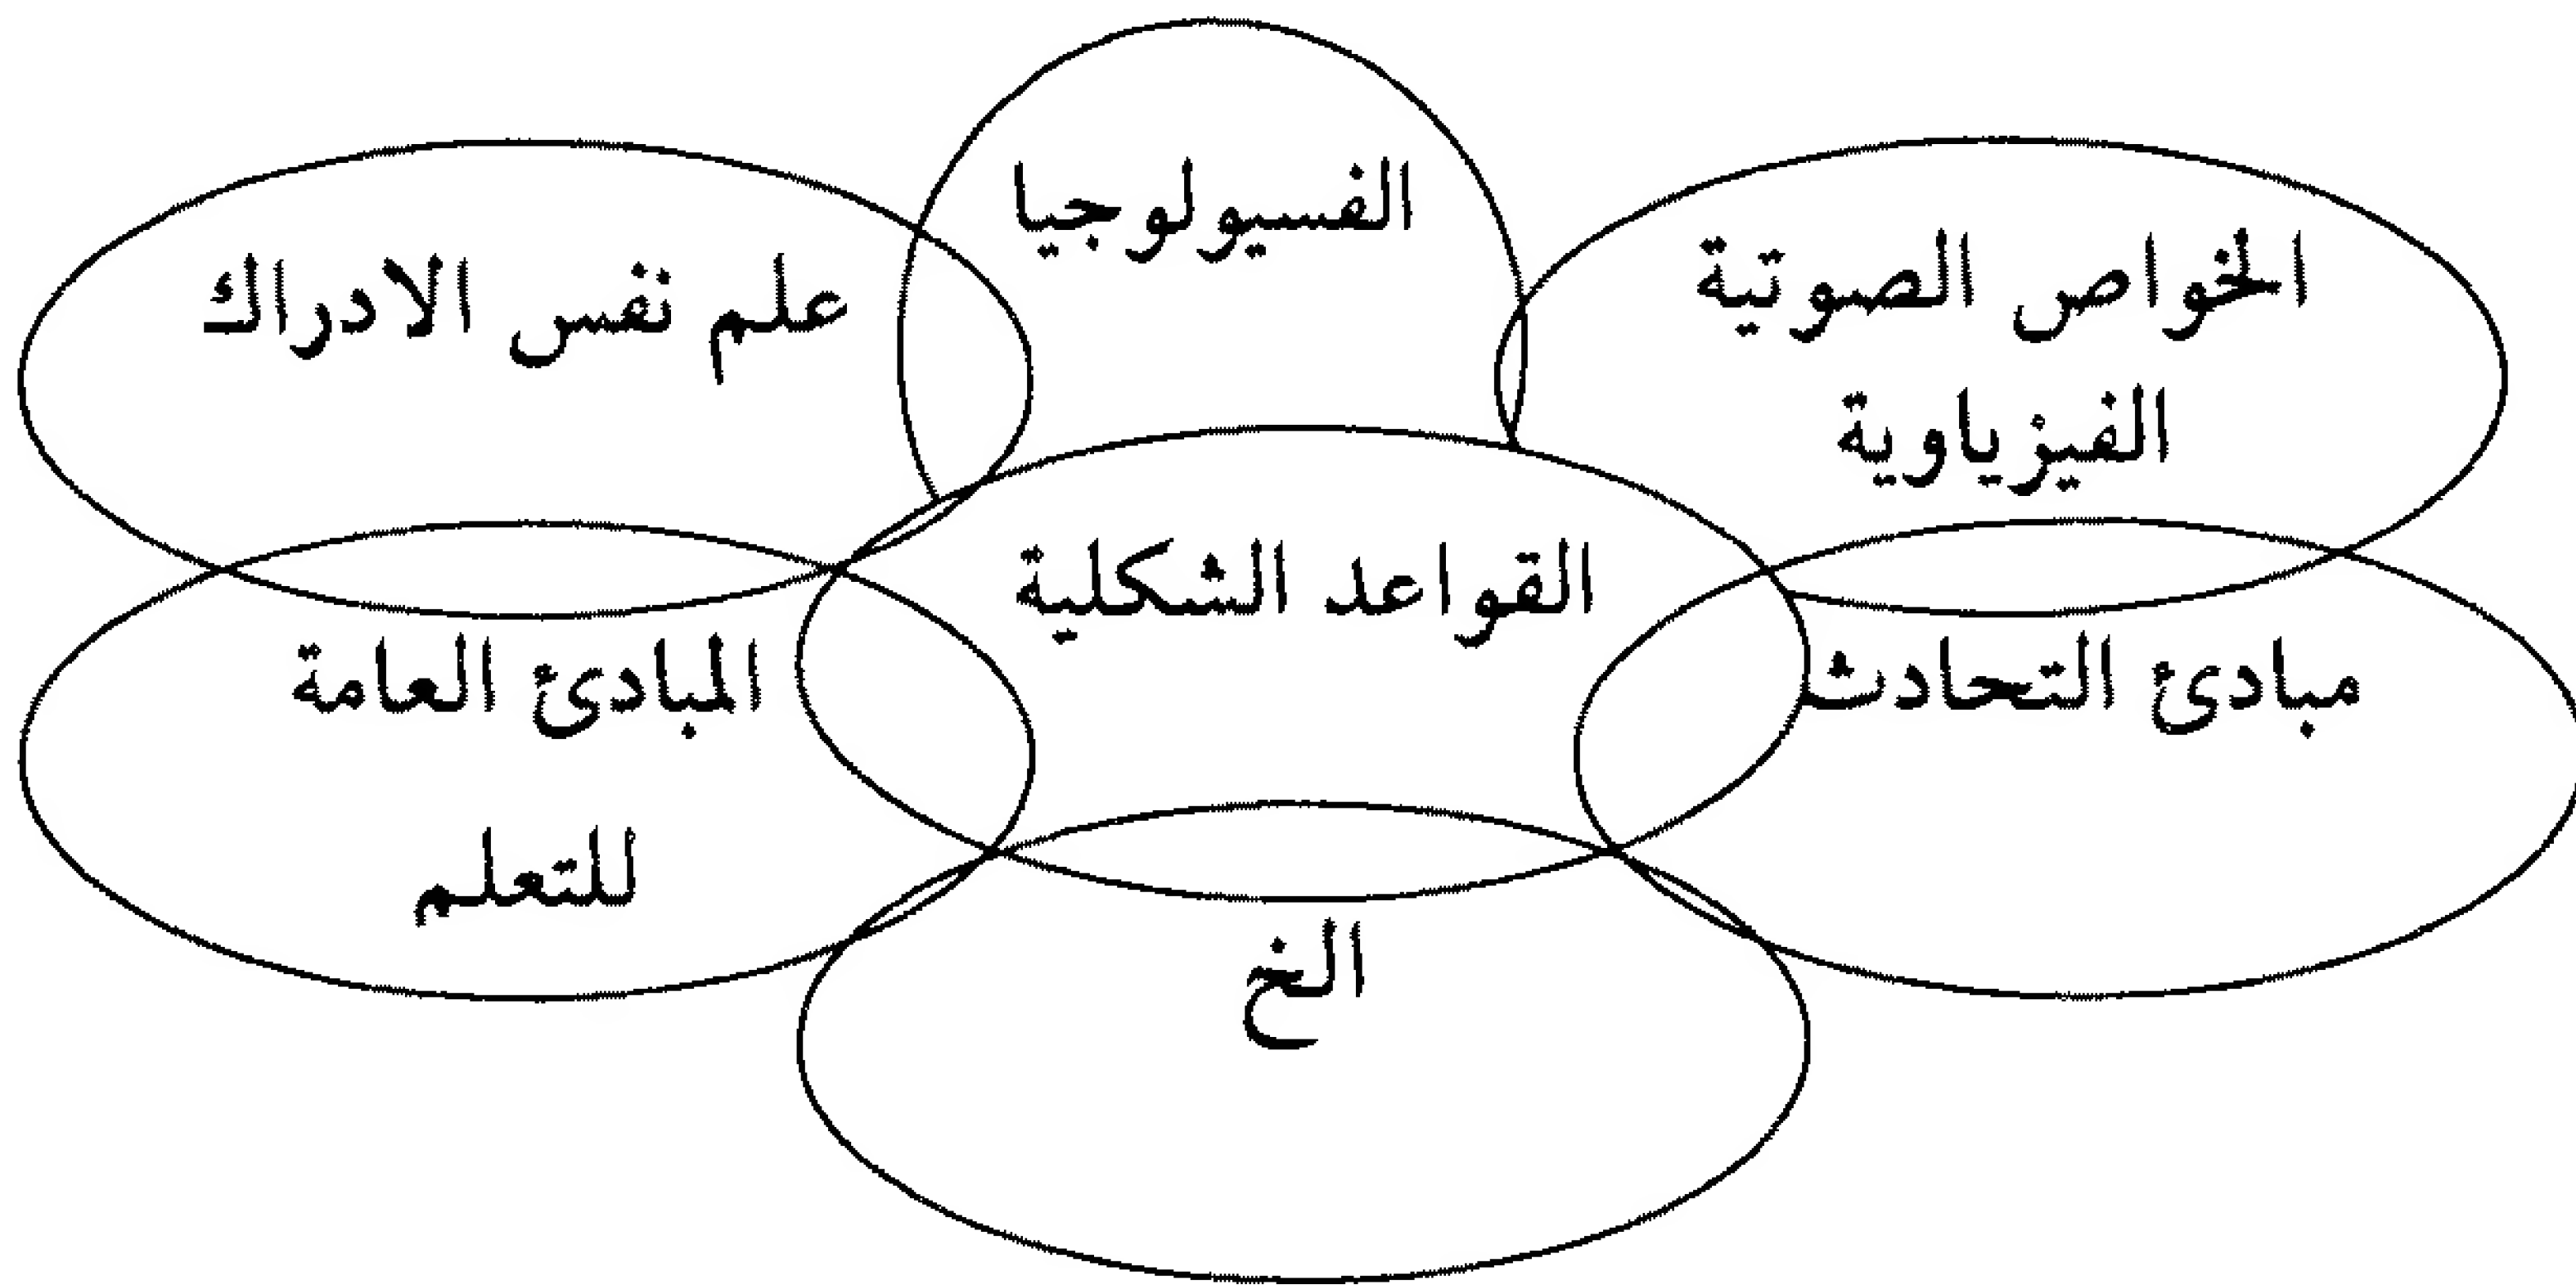 الفسيولوجيا
الخواص الصوتية
الفيزياوية
علم نفس الادراك
القواعد الشكلية
مبادئ التحادث
المبادئ العامة
للتعلم
الخ